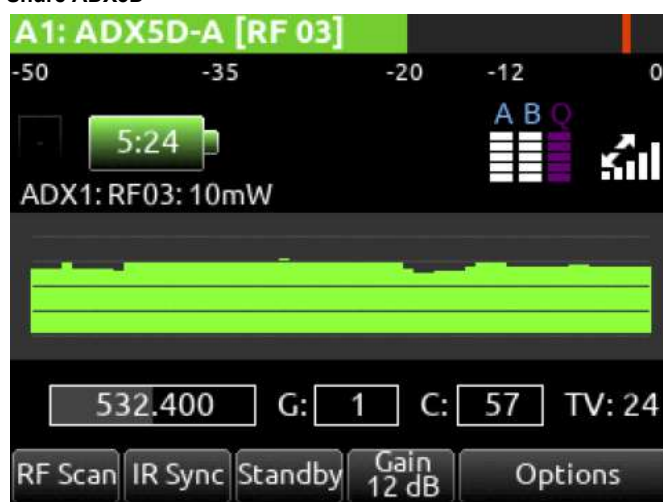 A1: ADX5D-A [RF 03]
-50 -35 -20 -12 0
A B Q
5:24
ADX1: RF03: 10mW
532.400 G: 1 C: 57 TV: 24
RF Scan IR Sync Standby Gain 12 dB Options